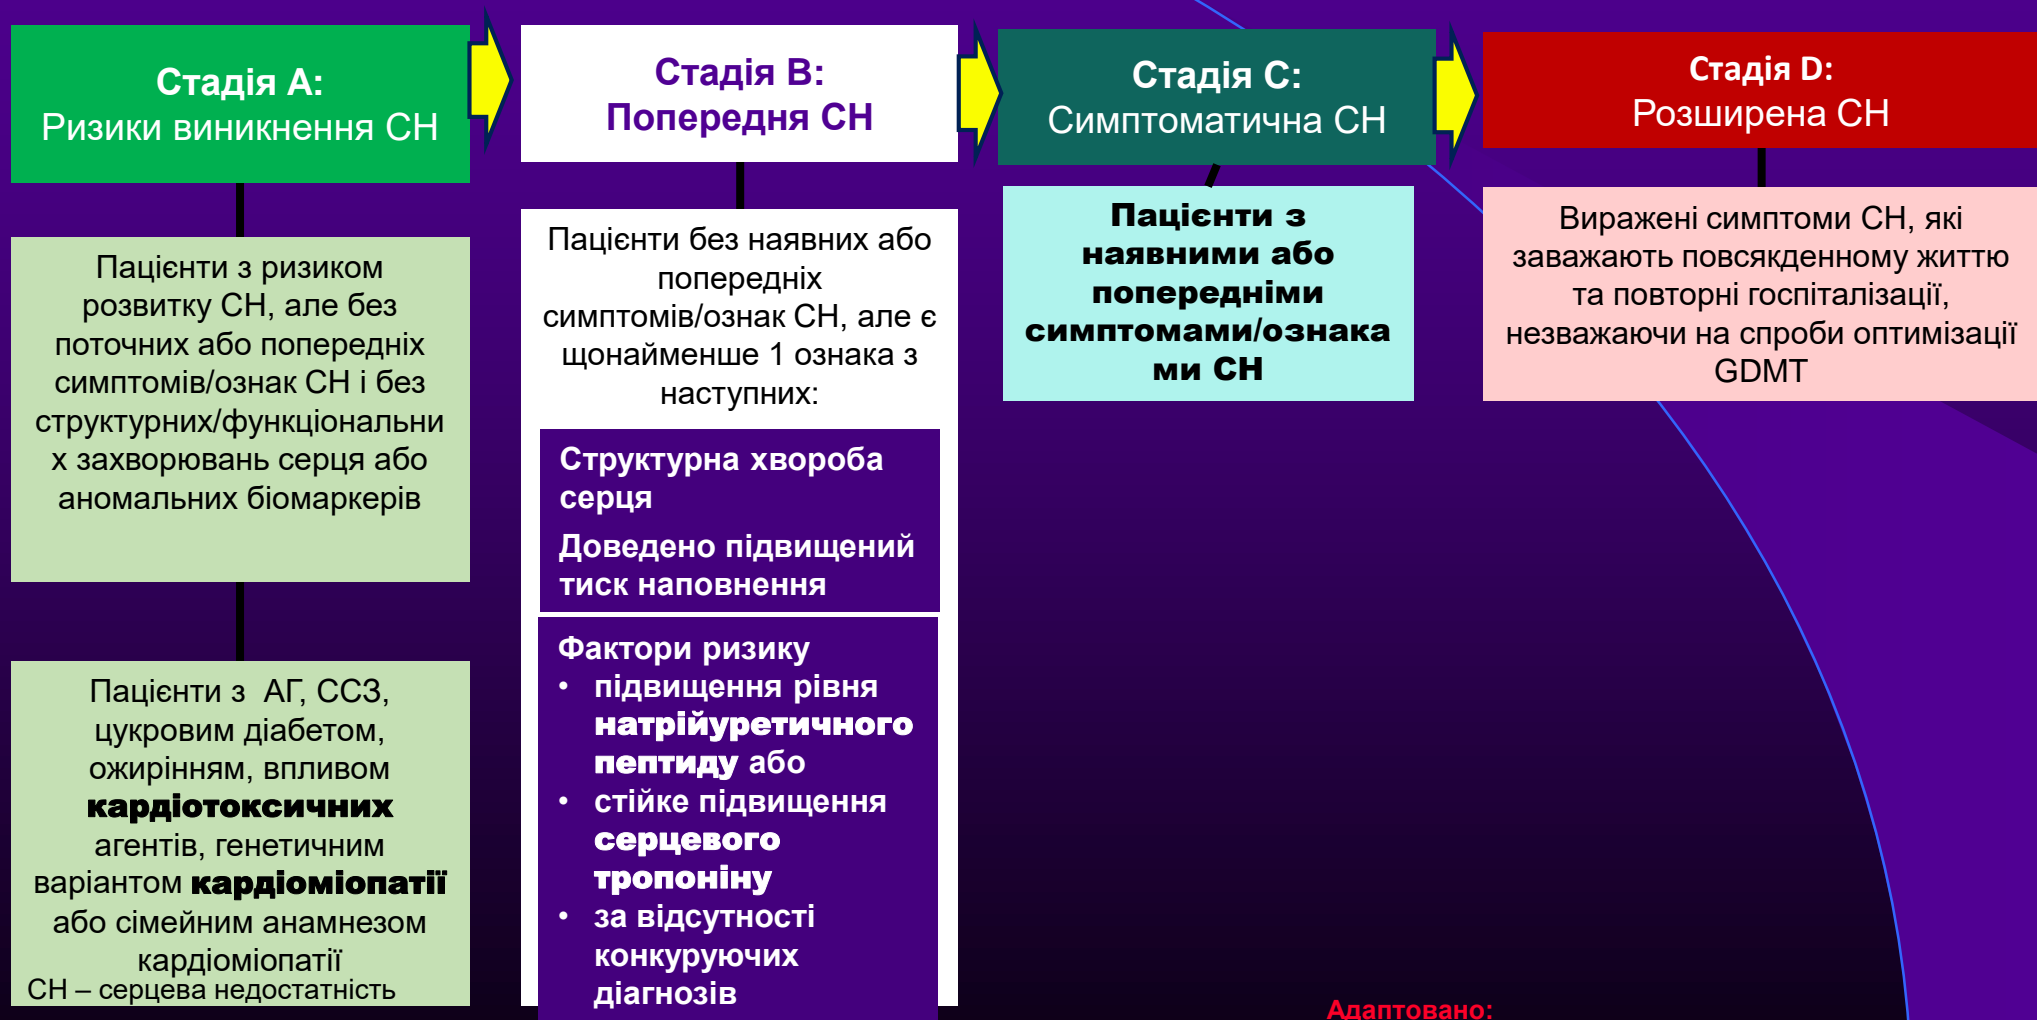 Стадія A:
Ризики виникнення СН
Пацієнти з ризиком
розвитку СН, але без
поточних або попередніх
симптомів/ознак СН і без
структурних/функціональни
х захворювань серця або
аномальних біомаркерів
Пацієнти з АГ, ССЗ,
цукровим діабетом,
ожирінням, впливом
кардіотоксичних
агентів, генетичним
варіантом кардіоміопатії
або сімейним анамнезом
кардіоміопатії
СН – серцева недостатність
Стадія B:
Попередня СН
Пацієнти без наявних або
попередніх
симптомів/ознак СН, але є
щонайменше 1 ознака з
наступних:
Структурна хвороба
серця
Доведено підвищений
тиск наповнення
Фактори ризику
• підвищення рівня
натрійуретичного
пептиду або
• стійке підвищення
серцевого
тропоніну
• за відсутності
конкуруючих
діагнозів
Стадія C:
Симптоматична СН
Пацієнти з
наявними або
попередніми
симптомами/ознака
ми СН
Стадія D:
Розширена СН
Виражені симптоми СН, які
заважають повсякденному життю
та повторні госпіталізації,
незважаючи на спроби оптимізації
GDMT
Адаптовано: